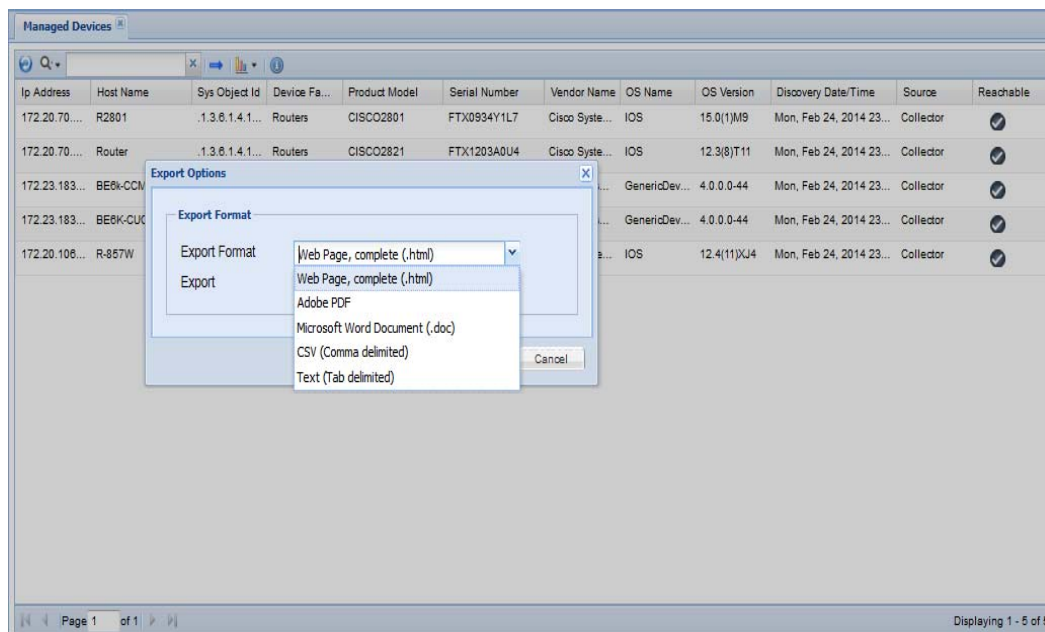 Managed Devices
Ip Address Host Name Sys Object Id Device Fa... Product Model Serial Number Vendor Name OS Name OS Version Discovery Date/Time Source Reachable
172.20.70.... R2801 .1.3.6.1.4.1... Routers CISCO2801 FTX0934Y1L7 Cisco Syste... IOS 15.0(1)M9 Mon, Feb 24, 2014 23... Collector
172.20.70.... Router .1.3.6.1.4.1... Routers CISCO2821 FTX1203A0U4 Cisco Syste... IOS 12.3(8)T11 Mon, Feb 24, 2014 23... Collector
172.23.183... BE6k-CCM GenericDev... 4.0.0.0-44 Mon, Feb 24, 2014 23... Collector
172.23.183... BE6K-CUC GenericDev... 4.0.0.0-44 Mon, Feb 24, 2014 23... Collector
172.20.106... R-857W IOS 12.4(11)XJ4 Mon, Feb 24, 2014 23... Collector
Export Options
Export Format
Export Format Web Page, complete (.html)
Export
Web Page, complete (.html)
Adobe PDF
Microsoft Word Document (.doc)
CSV (Comma delimited)
Text (Tab delimited)
Cancel
Page 1 of 1
Displaying 1 - 5 of